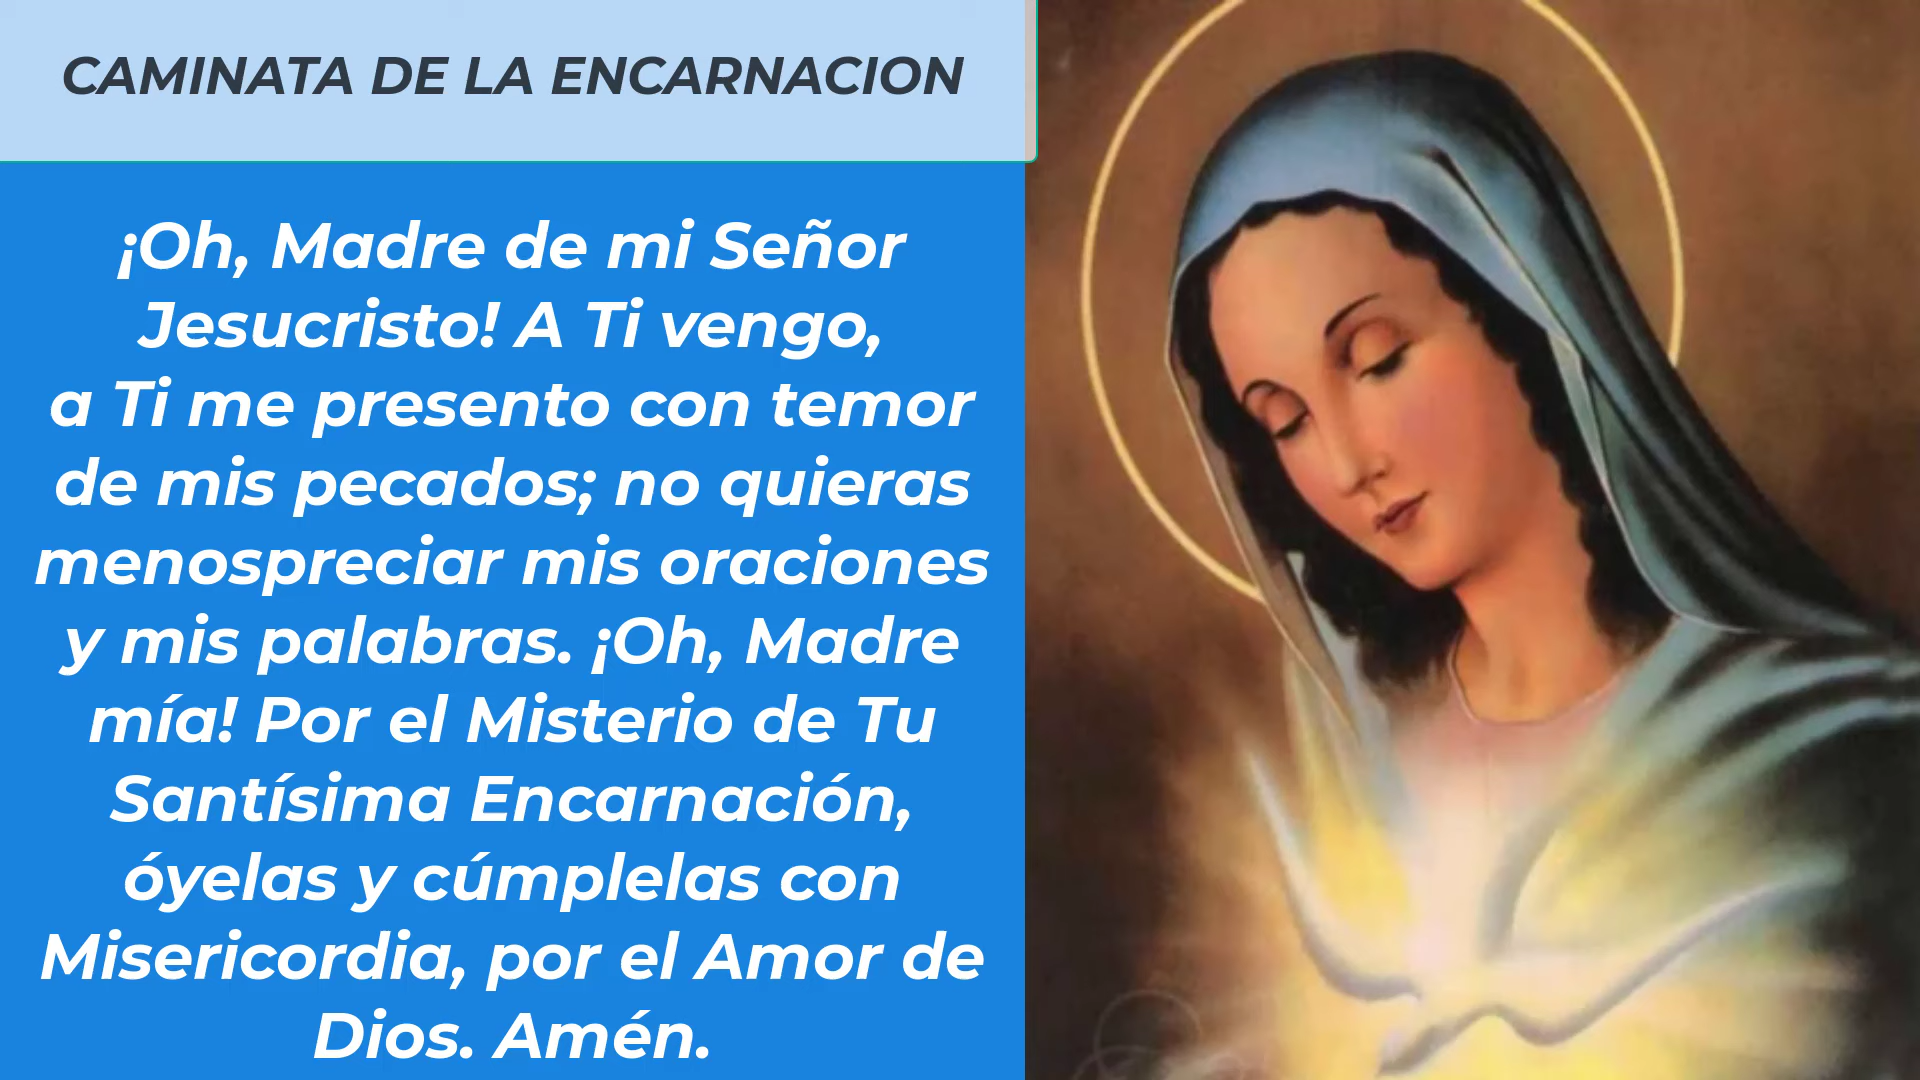 CAMINATA DE LA ENCARNACION
¡Oh, Madre de mi Señor
Jesucristo! A Ti vengo,
a Ti me presento con temor
de mis pecados; no quieras
menospreciar mis oraciones
y mis palabras. ¡Oh, Madre
mía! Por el Misterio de Tu
Santísima Encarnación,
óyelas y cúmplelas con
Misericordia, por el Amor de
Dios. Amén.